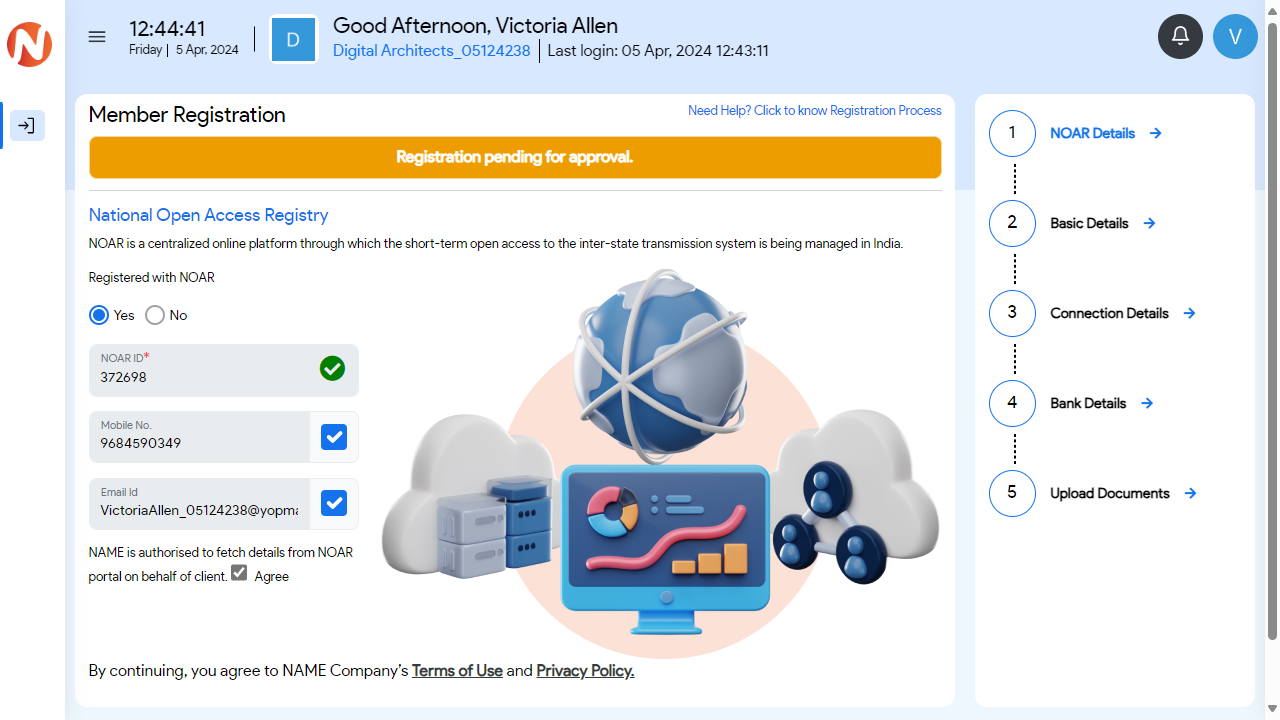 N
12:44:41
Friday | 5 Apr, 2024
D
Good Afternoon, Victoria Allen
Digital Architects_05124238 | Last login: 05 Apr, 2024 12:43:11
V
Member Registration
Need Help? Click to know Registration Process
Registration pending for approval.
National Open Access Registry
NOAR is a centralized online platform through which the short-term open access to the inter-state transmission system is being managed in India.
Registered with NOAR
Yes No
NOAR ID*
372698
Mobile No.
9684590349
Email Id
VictoriaAllen_05124238@yopma
NAME is authorised to fetch details from NOAR
portal on behalf of client. Agree
By continuing, you agree to NAME Company’s Terms of Use and Privacy Policy.
1 NOAR Details
2 Basic Details
3 Connection Details
4 Bank Details
5 Upload Documents